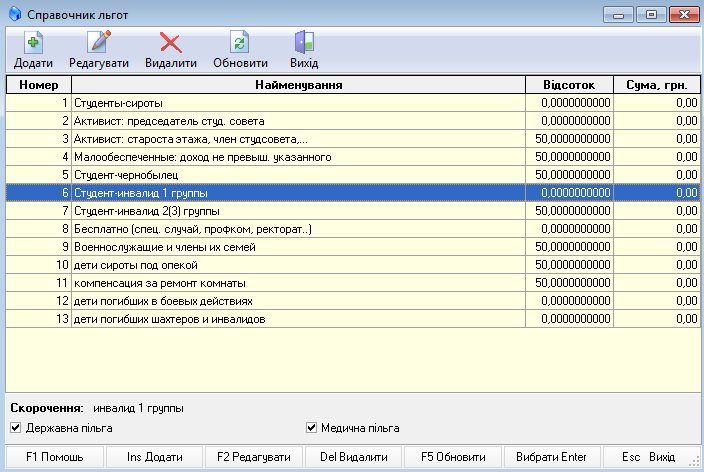 Справочник льгот
Додати Редагувати Видалити Обновити Вихід
Номер Найменування Відсоток Сума, грн.
1 Студенты-сироты 0,0000000000 0,00
2 Активист: председатель студ. совета 0,0000000000 0,00
3 Активист: староста этажа, член студсовета,... 50,0000000000 0,00
4 Малообеспеченные: доход не превыш. указанного 50,0000000000 0,00
5 Студент-чернобылец 50,0000000000 0,00
6 Студент-инвалид 1 группы 0,0000000000 0,00
7 Студент-инвалид 2(3) группы 50,0000000000 0,00
8 Бесплатно (спец. случай, профком, ректорат..) 0,0000000000 0,00
9 Военнослужащие и члены их семей 50,0000000000 0,00
10 дети сироты под опекой 50,0000000000 0,00
11 компенсация за ремонт комнаты 50,0000000000 0,00
12 дети погибших в боевых действиях 0,0000000000 0,00
13 дети погибших шахтеров и инвалидов 0,0000000000 0,00
Скорочення: инвалид 1 группы
Державна пільга Медична пільга
F1 Помошь Ins Додати F2 Редагувати Del Видалити F5 Обновити Вибрати Enter Esc Вихід